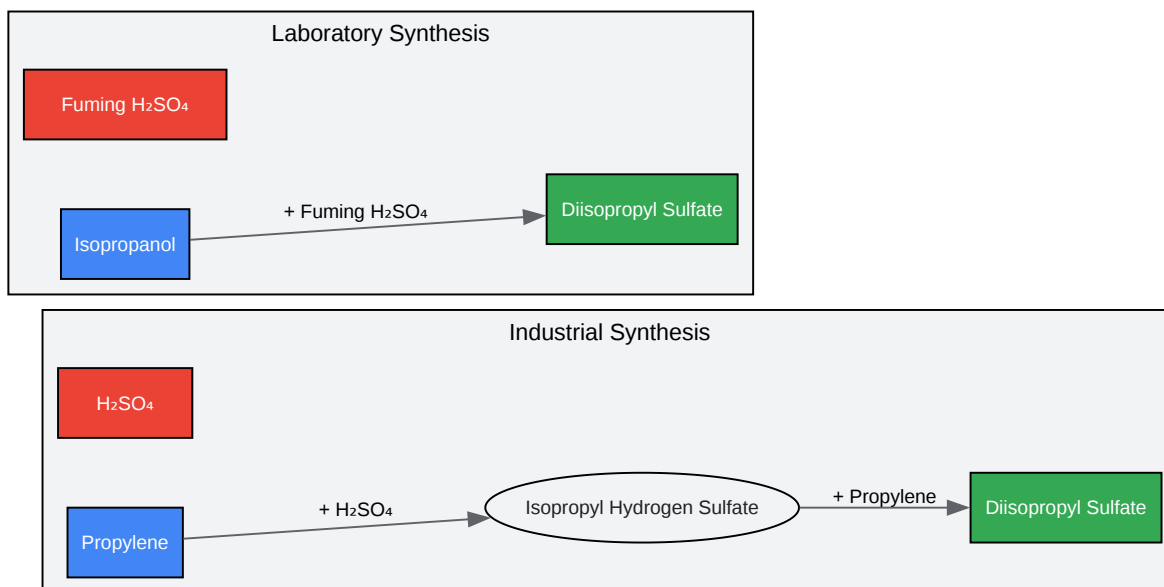 Laboratory Synthesis
Fuming H₂SO₄
+ Fuming H₂SO₄
Diisopropyl Sulfate
Isopropanol
Industrial Synthesis
H₂SO₄
+ H₂SO₄
Isopropyl Hydrogen Sulfate
+ Propylene
Diisopropyl Sulfate
Propylene